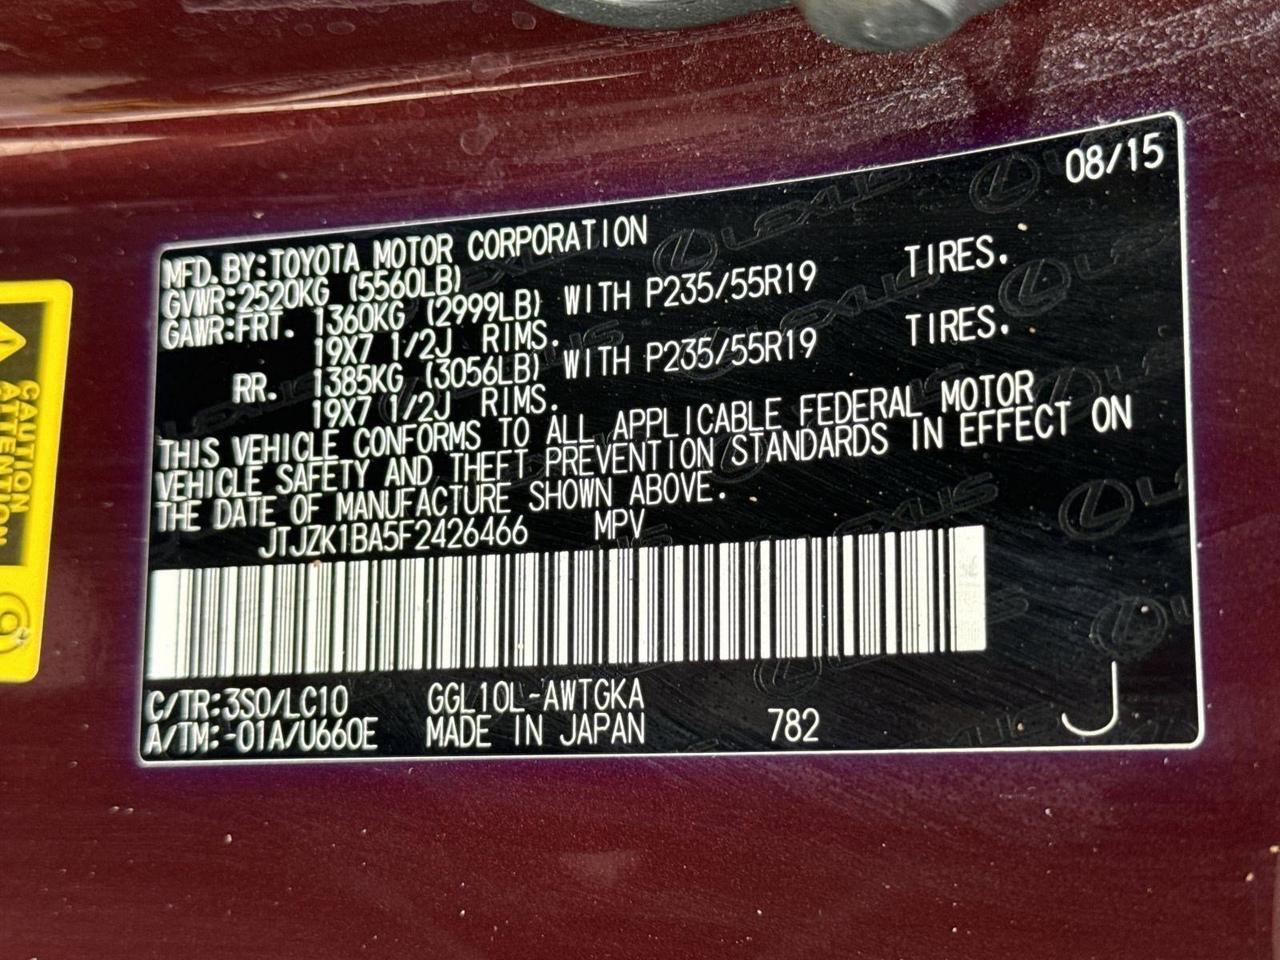 08/15
MFD.BY:TOYOTA MOTOR CORPORATION
GVWR:2520KG (5560LB)
GAWR:FRT. 1360KG (2999LB) WITH P235/55R19 TIRES.
19X7 1/2J RIMS.
RR. 1385KG (3056LB) WITH P235/55R19 TIRES.
19X7 1/2J RIMS.
THIS VEHICLE CONFORMS TO ALL APPLICABLE FEDERAL MOTOR
VEHICLE SAFETY AND THEFT PREVENTION STANDARDS IN EFFECT ON
THE DATE OF MANUFACTURE SHOWN ABOVE.
JTJZK1BA5F2426466 MPV
C/TR:3S0/LC10 GGL10L-AWTGKA
A/TM:-01A/U660E MADE IN JAPAN 782 J
CAUTION
ATTENTION
LEXUS